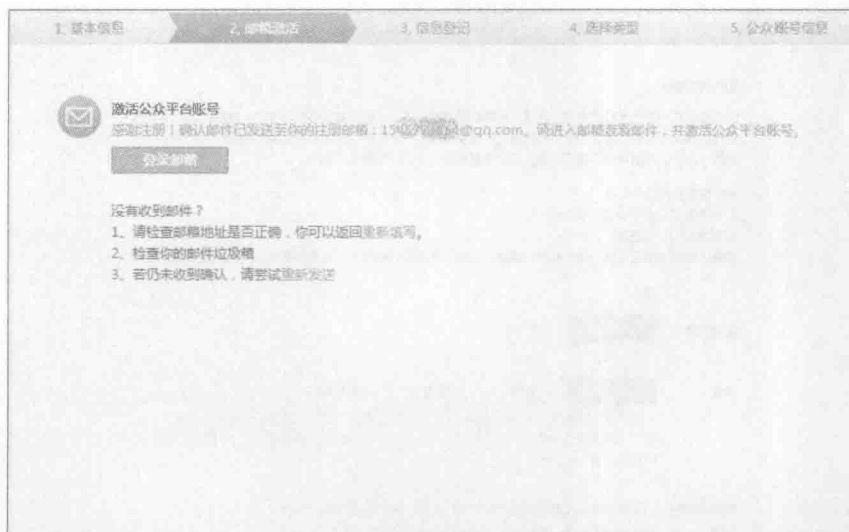 1. 基本信息
2. 邮箱激活
3. 信息登记
4. 选择类型
5. 公众账号信息
激活公众平台账号
感谢注册！确认邮件已发送至你的注册邮箱：@qq.com。请进入邮箱查看邮件，并激活公众平台账号。
登录邮箱
没有收到邮件？
1、请检查邮箱地址是否正确，你可以返回重新填写。
2、检查你的邮件垃圾箱
3、若仍未收到确认，请尝试重新发送